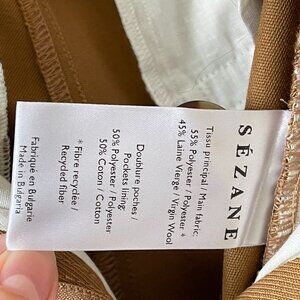 SÉZANE
Tissu principal / Main fabric:
55% Polyester / Polyester *
45% Laine Vierge / Virgin Wool
Doublure poches /
Pockets lining
50% Polyester / Polyester
50% Coton / Cotton
* Fibre recyclée /
Recycled fiber
Fabriqué en Bulgarie
Made in Bulgaria